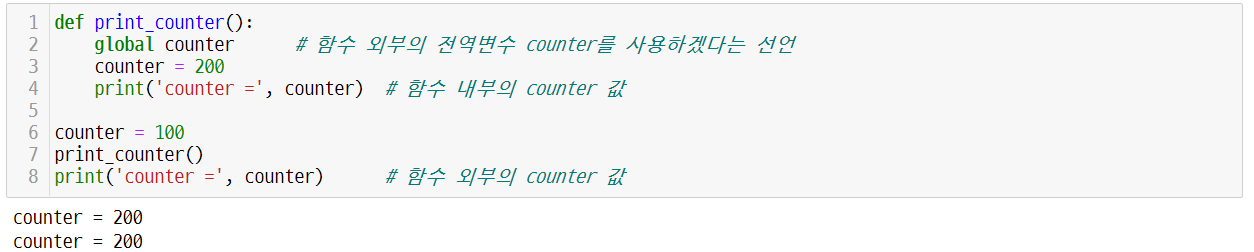 1 def print_counter():
2     global counter      # 함수 외부의 전역변수 counter를 사용하겠다는 선언
3     counter = 200
4     print('counter =', counter)  # 함수 내부의 counter 값
5
6 counter = 100
7 print_counter()
8 print('counter =', counter)      # 함수 외부의 counter 값
counter = 200
counter = 200